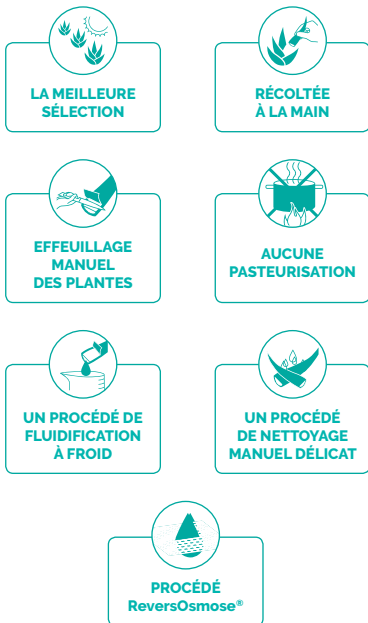 LA MEILLEURE
SÉLECTION
RÉCOLTÉE
À LA MAIN
EFFEUILLAGE
MANUEL
DES PLANTES
AUCUNE
PASTEURISATION
UN PROCÉDÉ DE
FLUIDIFICATION
À FROID
UN PROCÉDÉ
DE NETTOYAGE
MANUEL DÉLICAT
PROCÉDÉ
ReversOsmose®